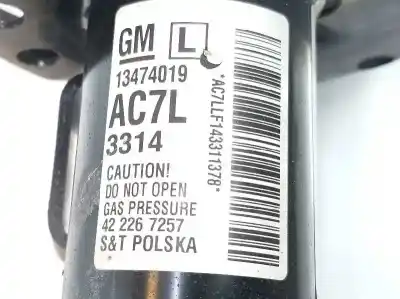 GM L
13474019
AC7L
3314
CAUTION!
DO NOT OPEN
GAS PRESSURE
42 226 7257
S&T POLSKA
*AC7LLF143311378*